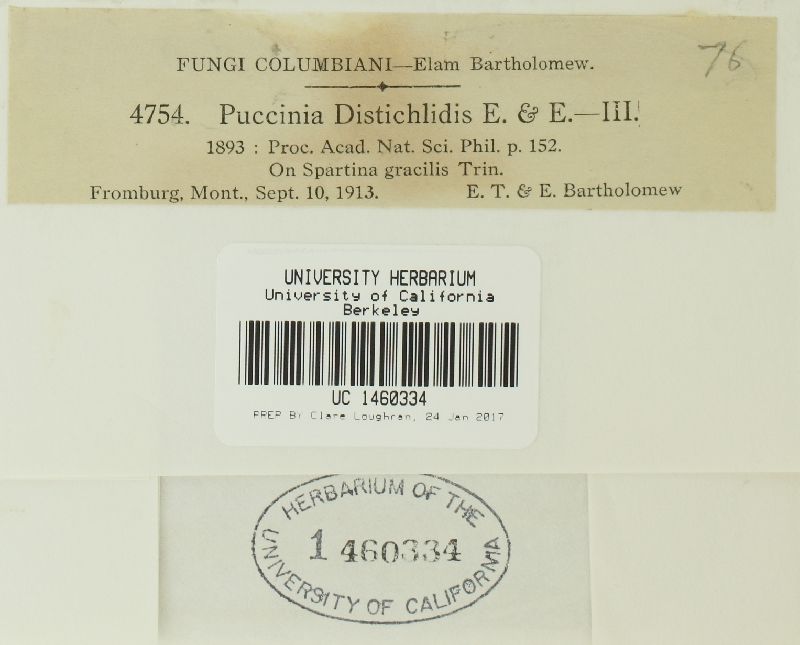 76
FUNGI COLUMBIANI—Elam Bartholomew.
4754. Puccinia Distichlidis E. & E.—III.
1893 : Proc. Acad. Nat. Sci. Phil. p. 152.
On Spartina gracilis Trin.
Fromburg, Mont., Sept. 10, 1913. E. T. & E. Bartholomew
UNIVERSITY HERBARIUM
University of California
Berkeley
UC 1460334
PREP By Clare Loughran, 24 Jan 2017
HERBARIUM OF THE
1 460334
UNIVERSITY OF CALIFORNIA